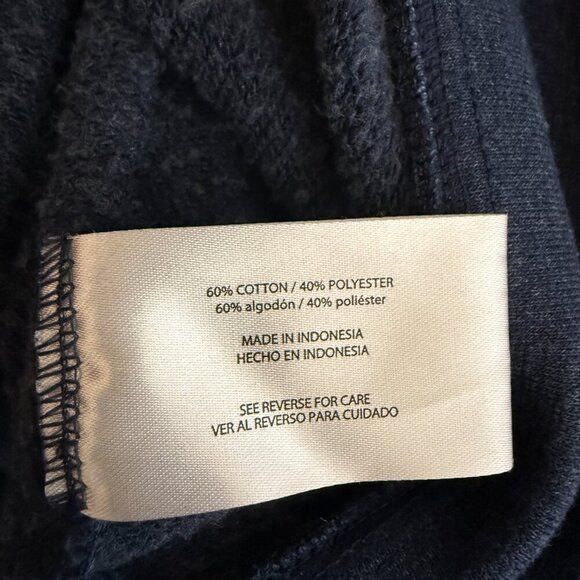 60% COTTON / 40% POLYESTER
60% algodón / 40% poliéster
MADE IN INDONESIA
HECHO EN INDONESIA
SEE REVERSE FOR CARE
VER AL REVERSO PARA CUIDADO